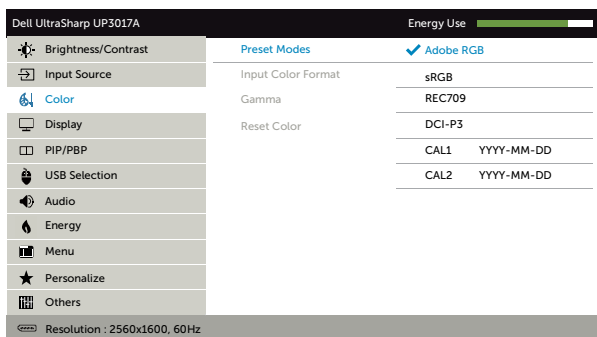 Dell UltraSharp UP3017A Energy Use
Brightness/Contrast Preset Modes Adobe RGB
Input Source Input Color Format sRGB
Color Gamma REC709
Display Reset Color DCI-P3
PIP/PBP CAL1 YYYY-MM-DD
USB Selection CAL2 YYYY-MM-DD
Audio
Energy
Menu
Personalize
Others
Resolution : 2560x1600, 60Hz